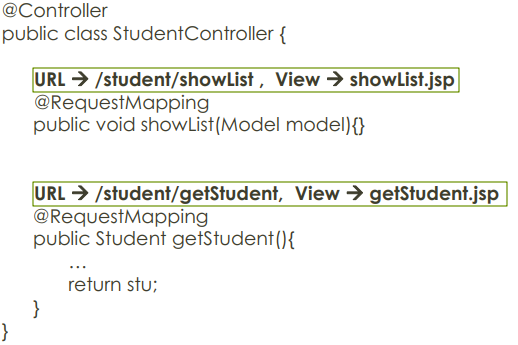 @Controller
public class StudentController {
URL → /student/showList , View → showList.jsp
@RequestMapping
public void showList(Model model){}
URL → /student/getStudent, View → getStudent.jsp
@RequestMapping
public Student getStudent(){
…
return stu;
}
}